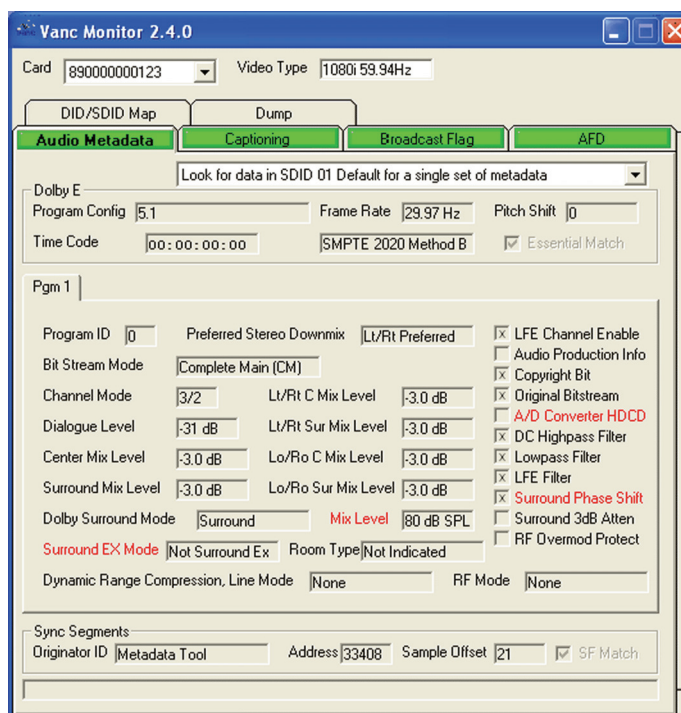 Vanc Monitor 2.4.0
Card 890000000123 Video Type 1080i 59.94Hz
DID/SDID Map Dump
Audio Metadata Captioning Broadcast Flag AFD
Look for data in SDID 01 Default for a single set of metadata
Dolby E
Program Config 5.1 Frame Rate 29.97 Hz Pitch Shift 0
Time Code 00:00:00:00 SMPTE 2020 Method B Essential Match
Pgm 1
Program ID 0 Preferred Stereo Downmix Lt/Rt Preferred LFE Channel Enable
Audio Production Info
Bit Stream Mode Complete Main (CM) Copyright Bit
Channel Mode 3/2 Lt/Rt C Mix Level -3.0 dB Original Bitstream
A/D Converter HDCD
Dialogue Level -31 dB Lt/Rt Sur Mix Level -3.0 dB DC Highpass Filter
Center Mix Level -3.0 dB Lo/Ro C Mix Level -3.0 dB Lowpass Filter
LFE Filter
Surround Mix Level -3.0 dB Lo/Ro Sur Mix Level -3.0 dB Surround Phase Shift
Dolby Surround Mode Surround Mix Level 80 dB SPL Surround 3dB Atten
RF Overmod Protect
Surround EX Mode Not Surround Ex Room Type Not Indicated
Dynamic Range Compression, Line Mode None RF Mode None
Sync Segments
Originator ID Metadata Tool Address 33408 Sample Offset 21 SF Match